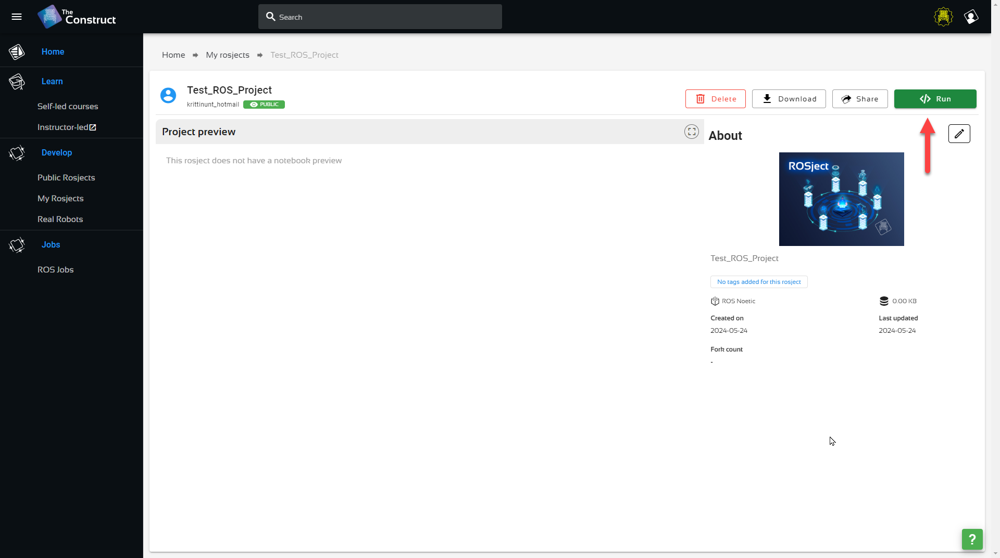 The
Construct
Search
Home
Learn
Self-led courses
Instructor-led
Develop
Public Rosjects
My Rosjects
Real Robots
Jobs
ROS Jobs
Home My rosjects Test_ROS_Project
Test_ROS_Project
krittinunt_hotmail PUBLIC
Delete Download Share Run
Project preview
This rosject does not have a notebook preview
About
ROSject
Test_ROS_Project
No tags added for this rosject
ROS Noetic 0.00 KB
Created on Last updated
2024-05-24 2024-05-24
Fork count
-
?